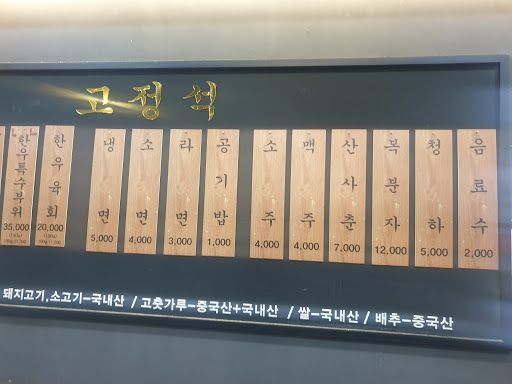 고정석
한우특수부위
35,000
한우육회
20,000
냉면
5,000
소면
4,000
라면
3,000
공기밥
1,000
소주
4,000
맥주
4,000
산사춘
7,000
복분자
12,000
청하
5,000
음료수
2,000
돼지고기,소고기-국내산 / 고춧가루-중국산+국내산 / 쌀-국내산 / 배추-중국산